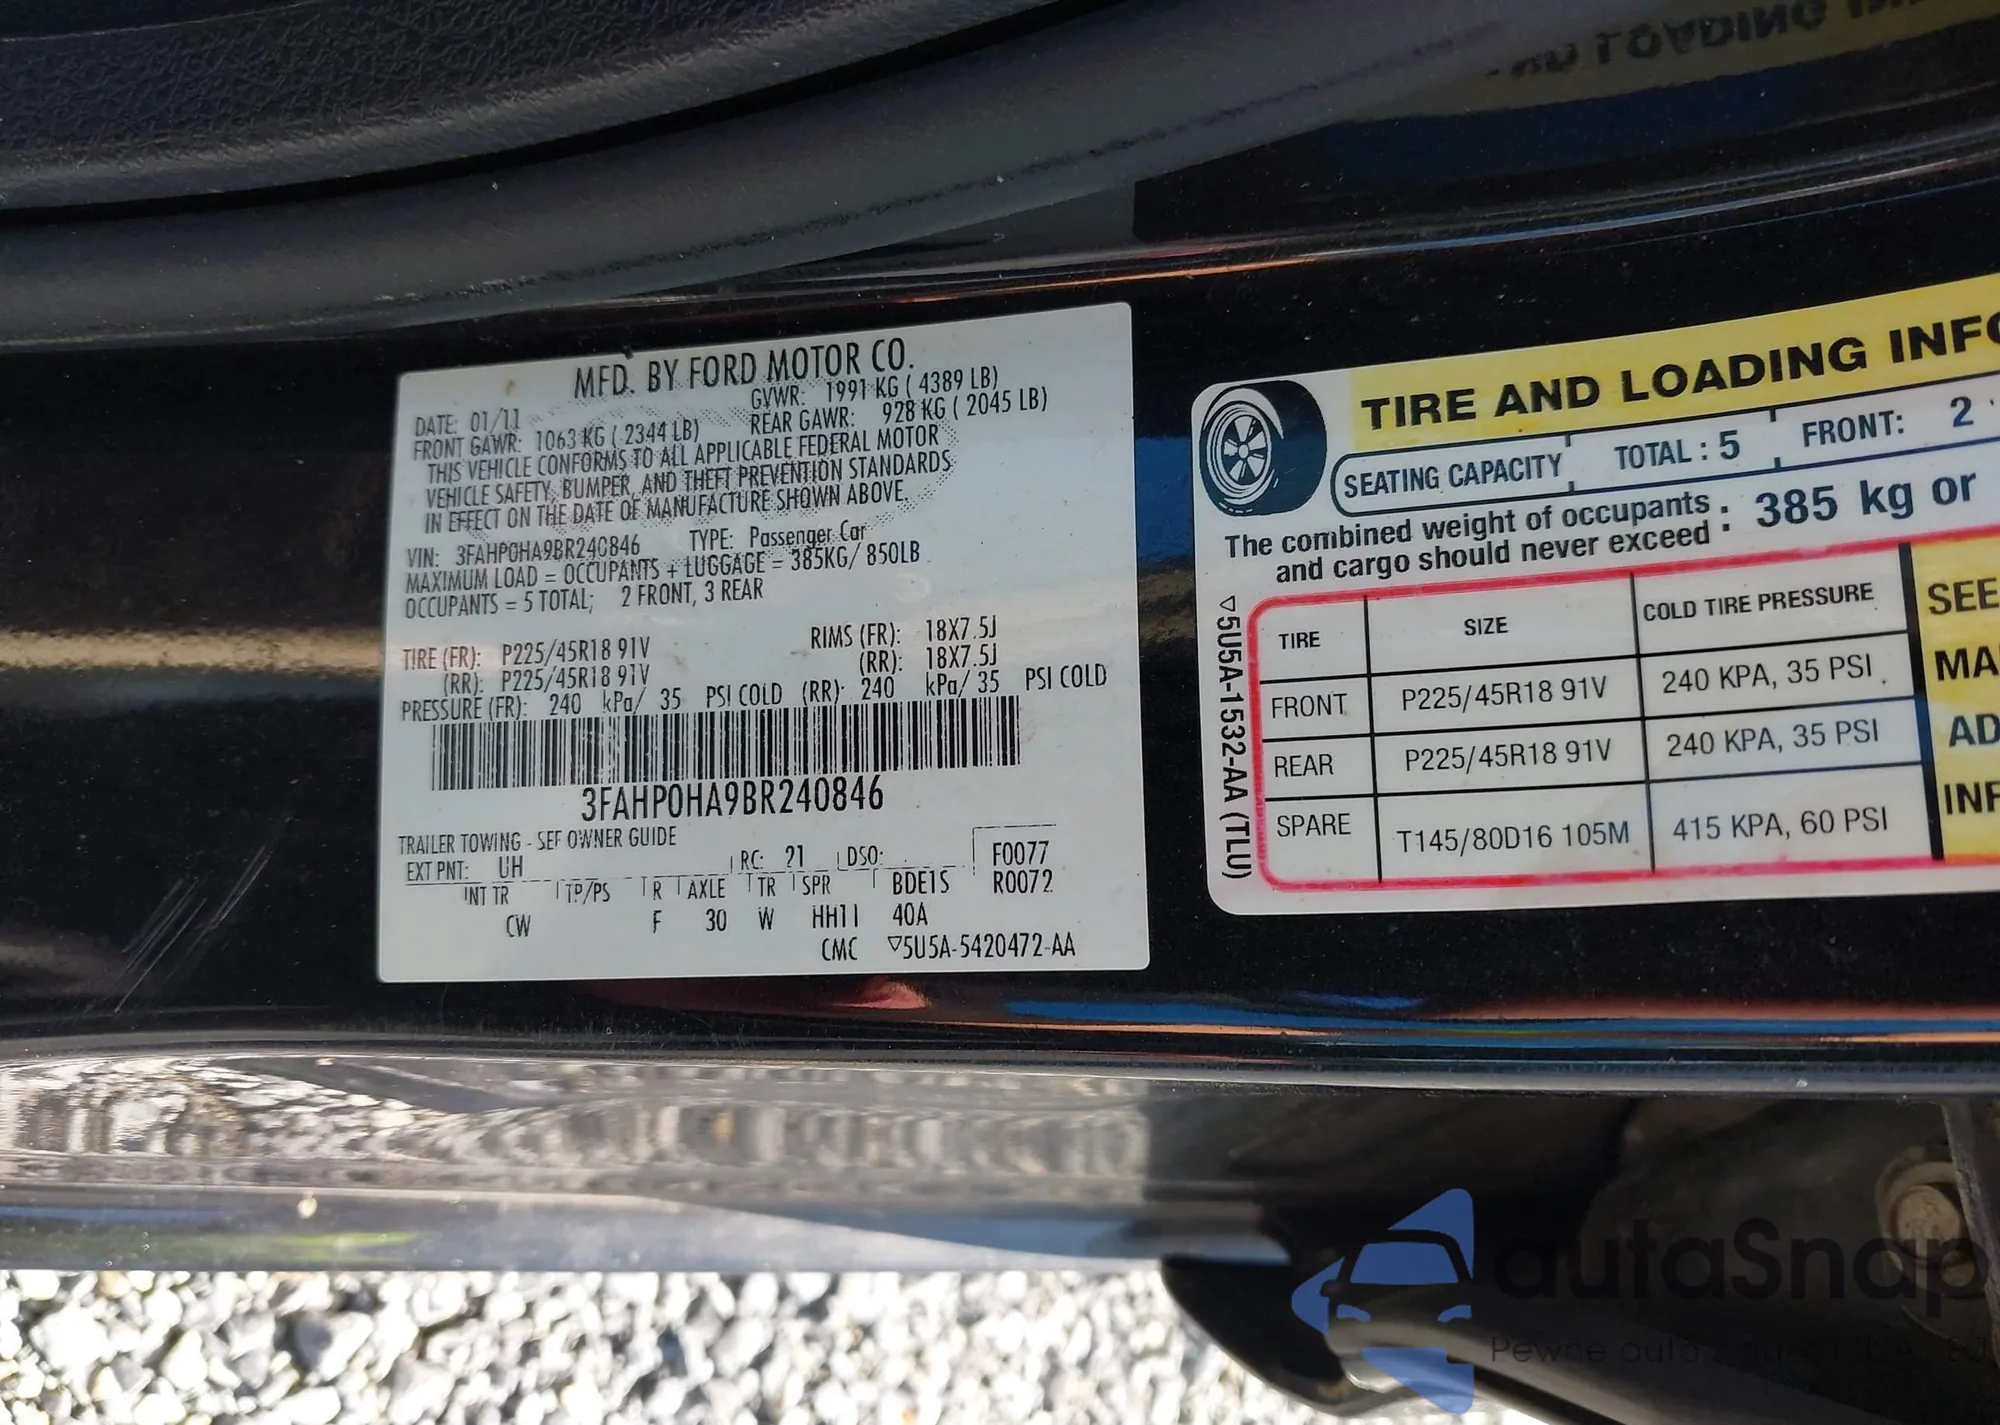 MFD. BY FORD MOTOR CO.
DATE: 01/11 GVWR: 1991 KG ( 4389 LB)
FRONT GAWR: 1063 KG ( 2344 LB) REAR GAWR: 928 KG ( 2045 LB)
THIS VEHICLE CONFORMS TO ALL APPLICABLE FEDERAL MOTOR
VEHICLE SAFETY, BUMPER, AND THEFT PREVENTION STANDARDS
IN EFFECT ON THE DATE OF MANUFACTURE SHOWN ABOVE.
VIN: 3FAHP0HA9BR240846 TYPE: Passenger Car
MAXIMUM LOAD = OCCUPANTS + LUGGAGE = 385KG/ 850LB
OCCUPANTS = 5 TOTAL; 2 FRONT, 3 REAR
TIRE (FR): P225/45R18 91V RIMS (FR): 18X7.5J
(RR): P225/45R18 91V (RR): 18X7.5J
PRESSURE (FR): 240 kPa/ 35 PSI COLD (RR): 240 kPa/ 35 PSI COLD
3FAHP0HA9BR240846
TRAILER TOWING - SEE OWNER GUIDE
EXT PNT: UH RC: 21 DSO: F0077
INT TR TP/PS R AXLE TR SPR BDE1S R0072
CW F 30 W HH11 40A
CMC ▽5U5A-5420472-AA
TIRE AND LOADING INFO
SEATING CAPACITY TOTAL : 5 FRONT: 2
The combined weight of occupants
and cargo should never exceed : 385 kg or
▽5U5A-1532-AA (TLU)
TIRE SIZE COLD TIRE PRESSURE
FRONT P225/45R18 91V 240 KPA, 35 PSI
REAR P225/45R18 91V 240 KPA, 35 PSI
SPARE T145/80D16 105M 415 KPA, 60 PSI
SEE
MA
AD
INF
autoSnap
Pewne auta